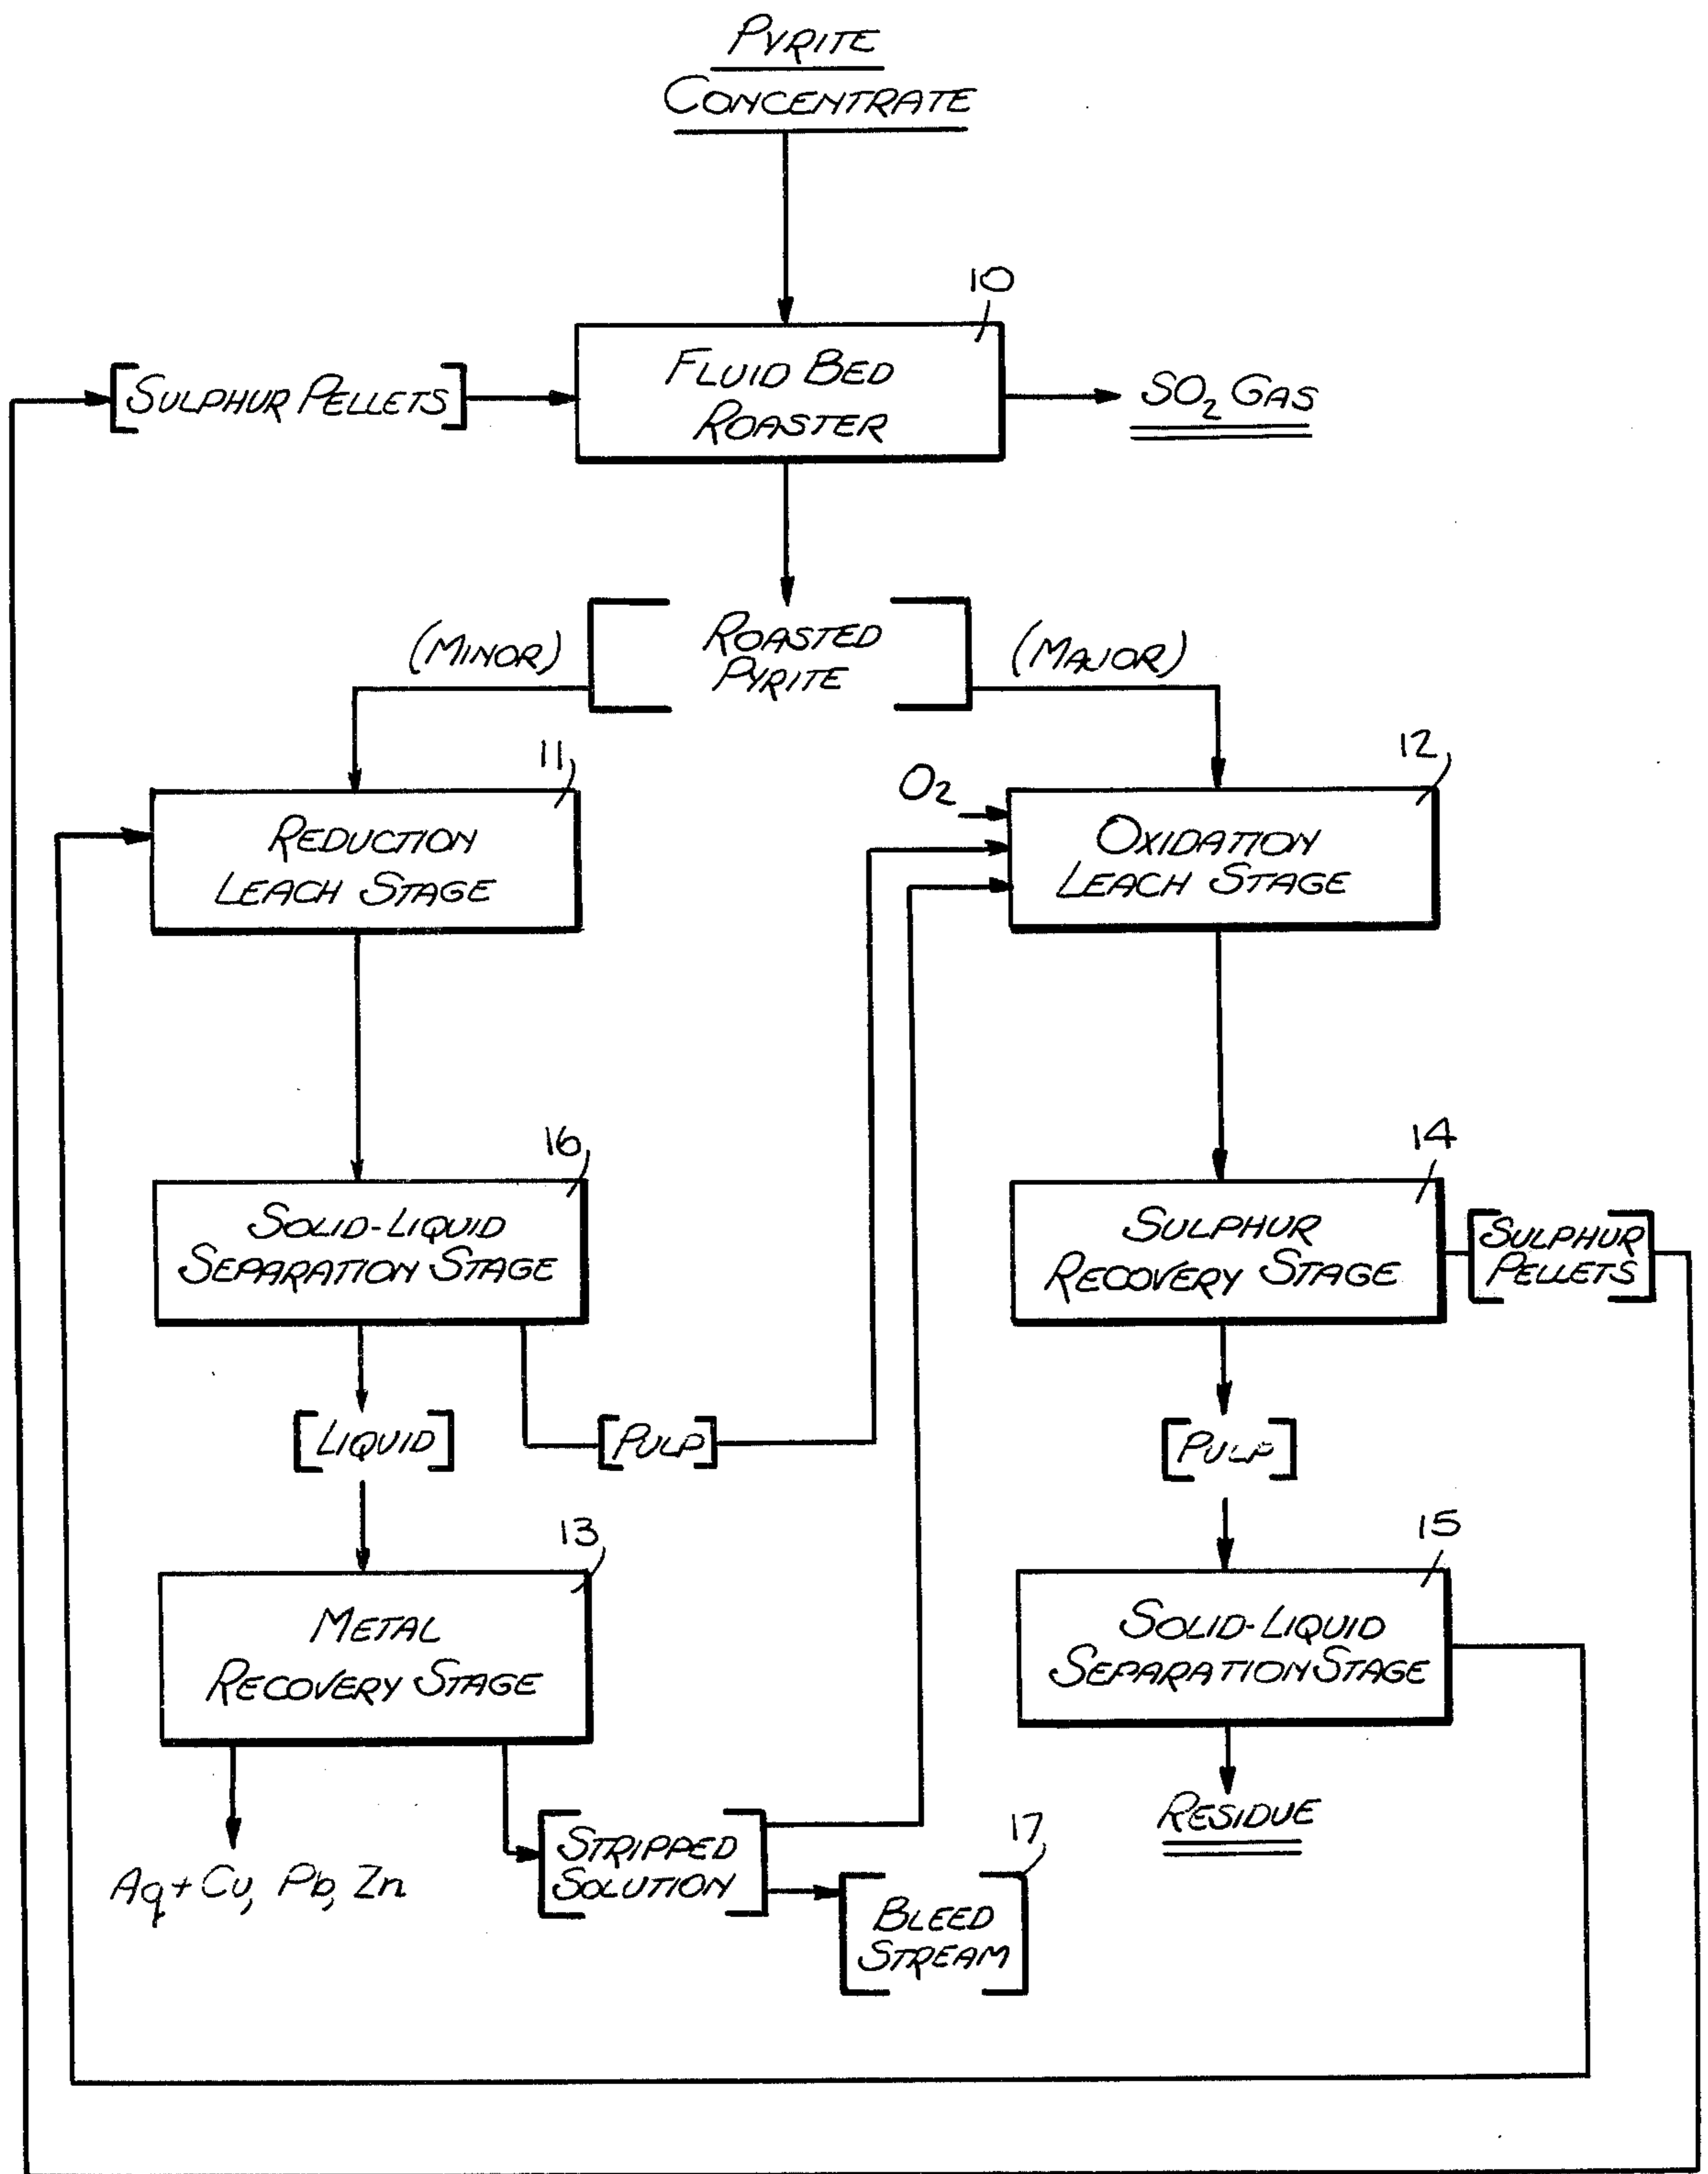 PYRITE
CONCENTRATE
10
[SULPHUR PELLETS]
FLUID BED
ROASTER
SO2 GAS
(MINOR)
ROASTED
PYRITE
(MAJOR)
11
REDUCTION
LEACH STAGE
O2
12
OXIDATION
LEACH STAGE
16
SOLID-LIQUID
SEPARATION STAGE
14
SULPHUR
RECOVERY STAGE
SULPHUR
PELLETS
[LIQUID]
[PULP]
[PULP]
13
METAL
RECOVERY STAGE
15
SOLID-LIQUID
SEPARATION STAGE
Ag + Cu, Pb, Zn
STRIPPED
SOLUTION
17
BLEED
STREAM
RESIDUE